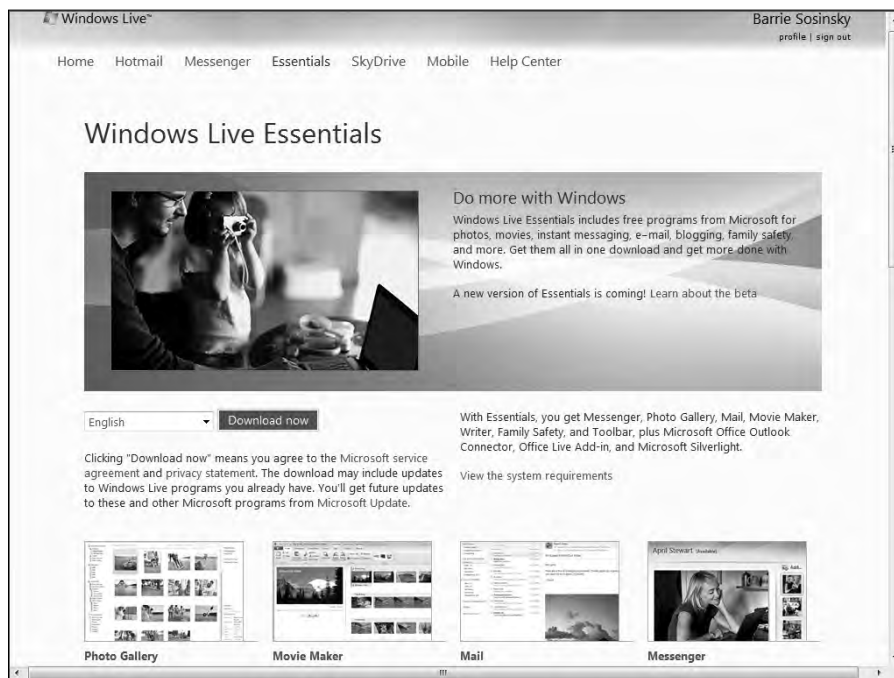 Windows Live™
Barrie Sosinsky
profile | sign out
Home Hotmail Messenger Essentials SkyDrive Mobile Help Center
Windows Live Essentials
Do more with Windows
Windows Live Essentials includes free programs from Microsoft for
photos, movies, instant messaging, e-mail, blogging, family safety,
and more. Get them all in one download and get more done with
Windows.
A new version of Essentials is coming! Learn about the beta
English
Download now
Clicking "Download now" means you agree to the Microsoft service
agreement and privacy statement. The download may include updates
to Windows Live programs you already have. You'll get future updates
to these and other Microsoft programs from Microsoft Update.
With Essentials, you get Messenger, Photo Gallery, Mail, Movie Maker,
Writer, Family Safety, and Toolbar, plus Microsoft Office Outlook
Connector, Office Live Add-in, and Microsoft Silverlight.
View the system requirements
April Stewart (Available)
Photo Gallery
Movie Maker
Mail
Messenger